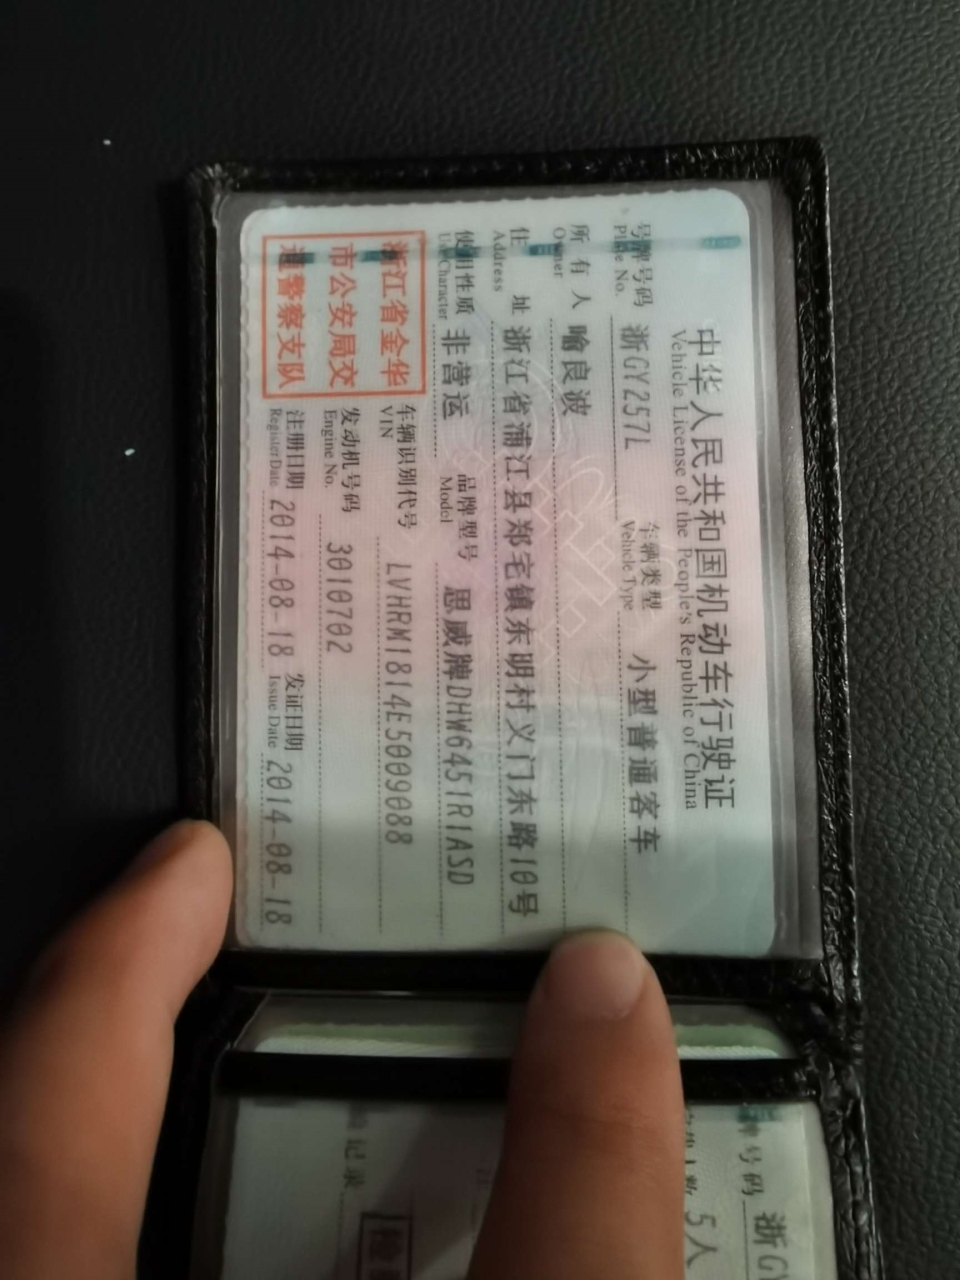 中华人民共和国机动车行驶证
Vehicle License of the People's Republic of China
号牌号码 浙GY257L 车辆类型 小型普通客车
Plate No. Vehicle Type
所有人 喻良波
Owner
住址 浙江省浦江县郑宅镇东明村义门东路10号
Address
使用性质 非营运 品牌型号 思威牌DHW6451R1ASD
Use Character Model
浙江省金华
市公安局交
通警察支队
车辆识别代号 LVHRM1814E5009088
VIN
发动机号码 3010702
Engine No.
注册日期 2014-08-18 发证日期 2014-08-18
Register Date Issue Date
号码 浙G
5人
记录